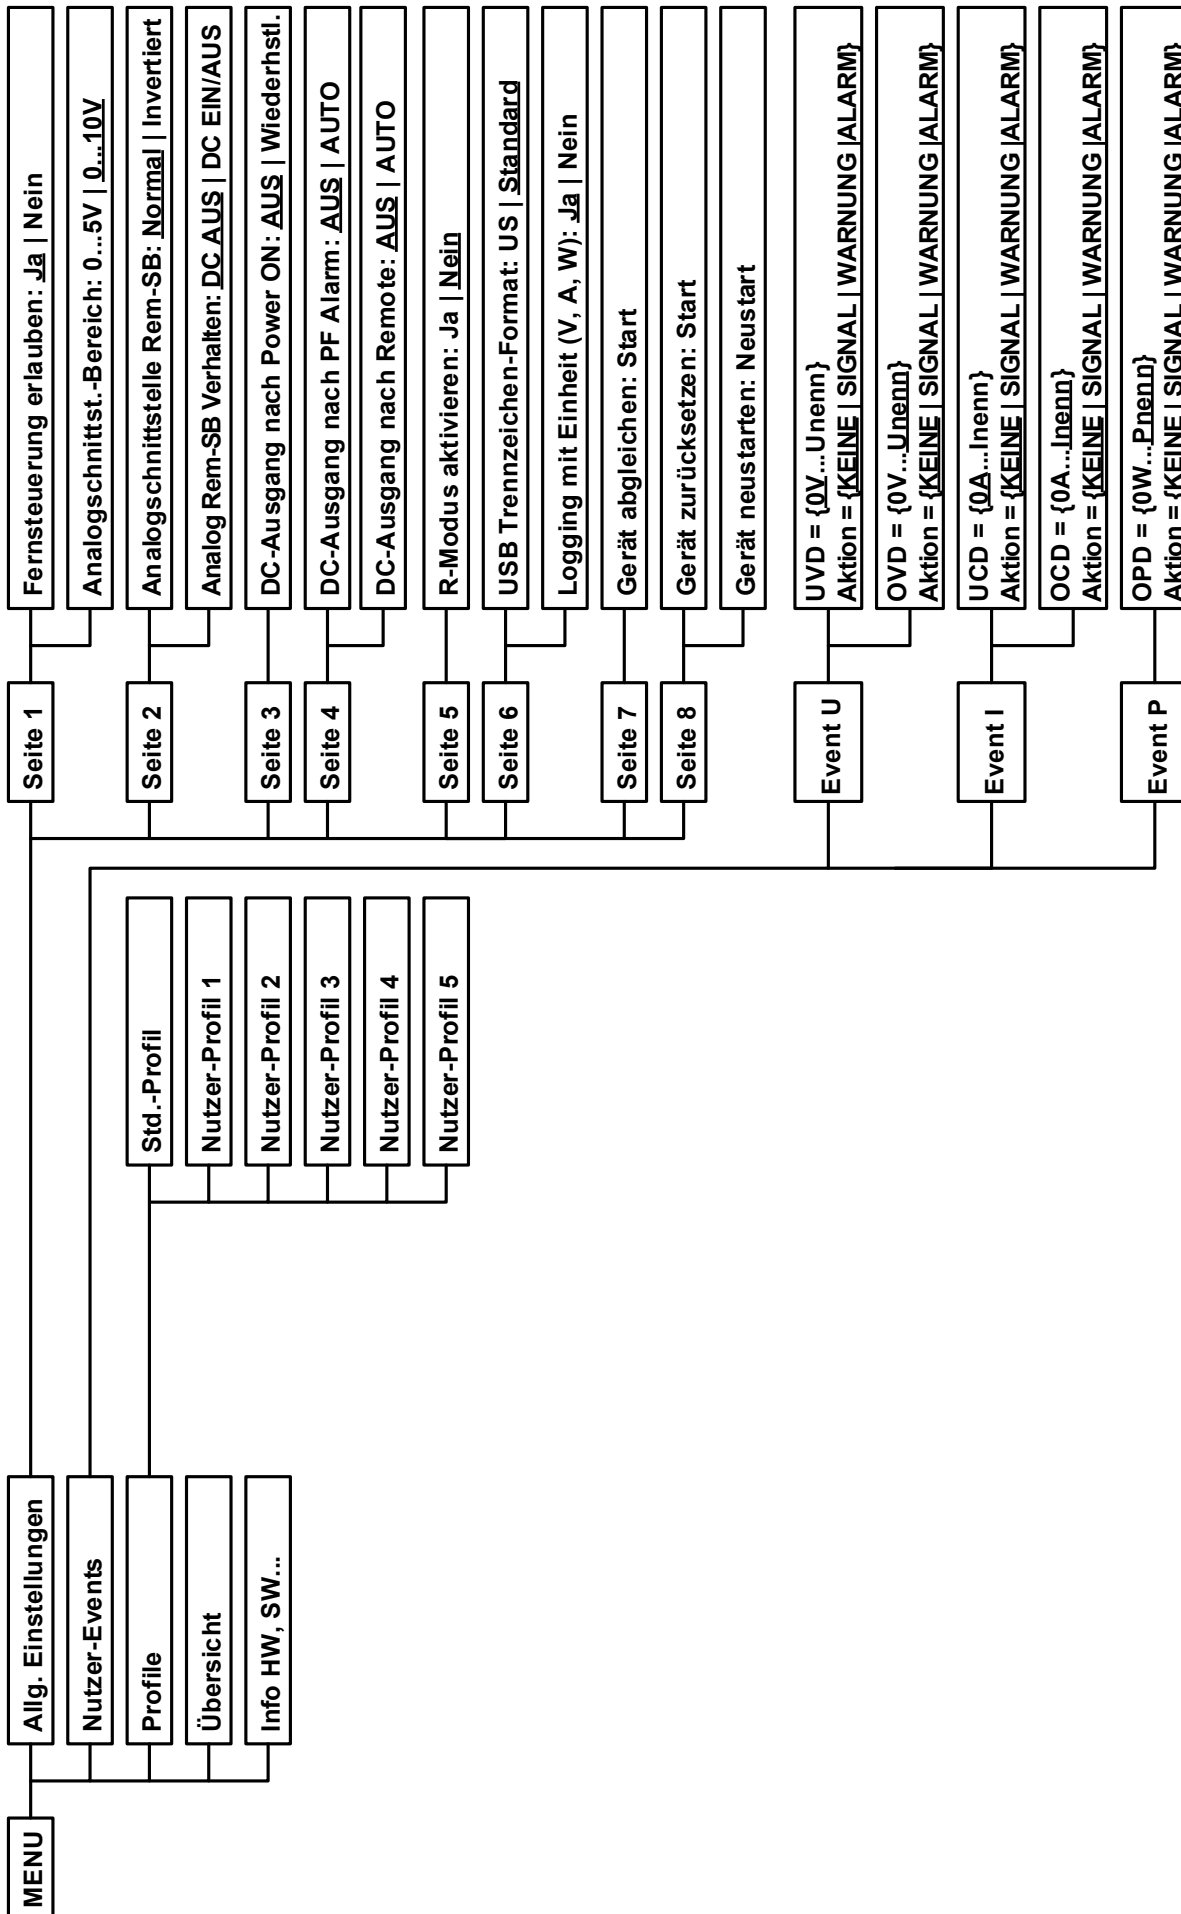 MENU
Allg. Einstellungen
Nutzer-Events
Profile
Übersicht
Info HW, SW...
Std.-Profil
Nutzer-Profil 1
Nutzer-Profil 2
Nutzer-Profil 3
Nutzer-Profil 4
Nutzer-Profil 5
Seite 1
Fernsteuerung erlauben: Ja | Nein
Analogschnittst.-Bereich: 0...5V | 0...10V
Seite 2
Analogschnittstelle Rem-SB: Normal | Invertiert
Analog Rem-SB Verhalten: DC AUS | DC EIN/AUS
Seite 3
DC-Ausgang nach Power ON: AUS | Wiederhstl.
Seite 4
DC-Ausgang nach PF Alarm: AUS | AUTO
DC-Ausgang nach Remote: AUS | AUTO
Seite 5
R-Modus aktivieren: Ja | Nein
Seite 6
USB Trennzeichen-Format: US | Standard
Logging mit Einheit (V, A, W): Ja | Nein
Seite 7
Gerät abgleichen: Start
Seite 8
Gerät zurücksetzen: Start
Gerät neustarten: Neustart
Event U
UVD = {0V...Unenn}
Aktion = {KEINE | SIGNAL | WARNUNG |ALARM}
OVD = {0V...Unenn}
Aktion = {KEINE | SIGNAL | WARNUNG |ALARM}
Event I
UCD = {0A...Inenn}
Aktion = {KEINE | SIGNAL | WARNUNG |ALARM}
OCD = {0A...Inenn}
Aktion = {KEINE | SIGNAL | WARNUNG |ALARM}
Event P
OPD = {0W...Pnenn}
Aktion = {KEINE | SIGNAL | WARNUNG |ALARM}